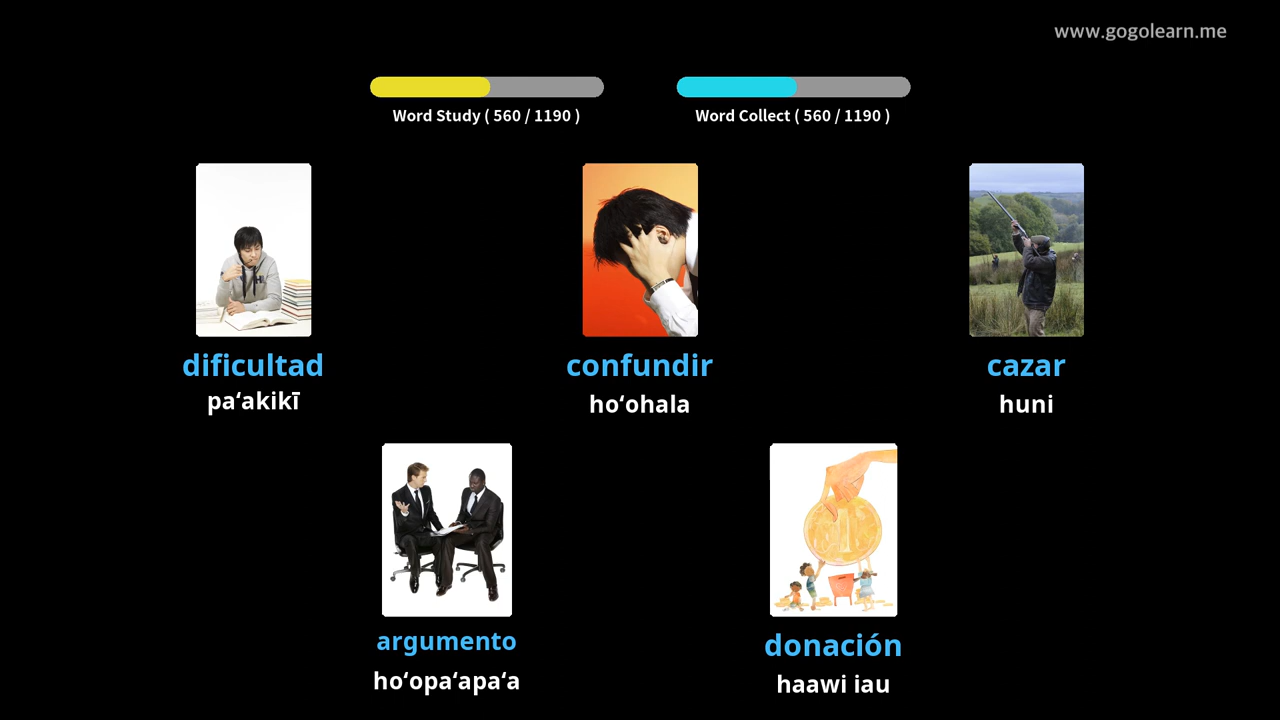 www.gogolearn.me
Word Study ( 560 / 1190 )
Word Collect ( 560 / 1190 )
dificultad
paʻakikī
confundir
hoʻohala
cazar
huni
argumento
hoʻopaʻapaʻa
donación
haawi iau